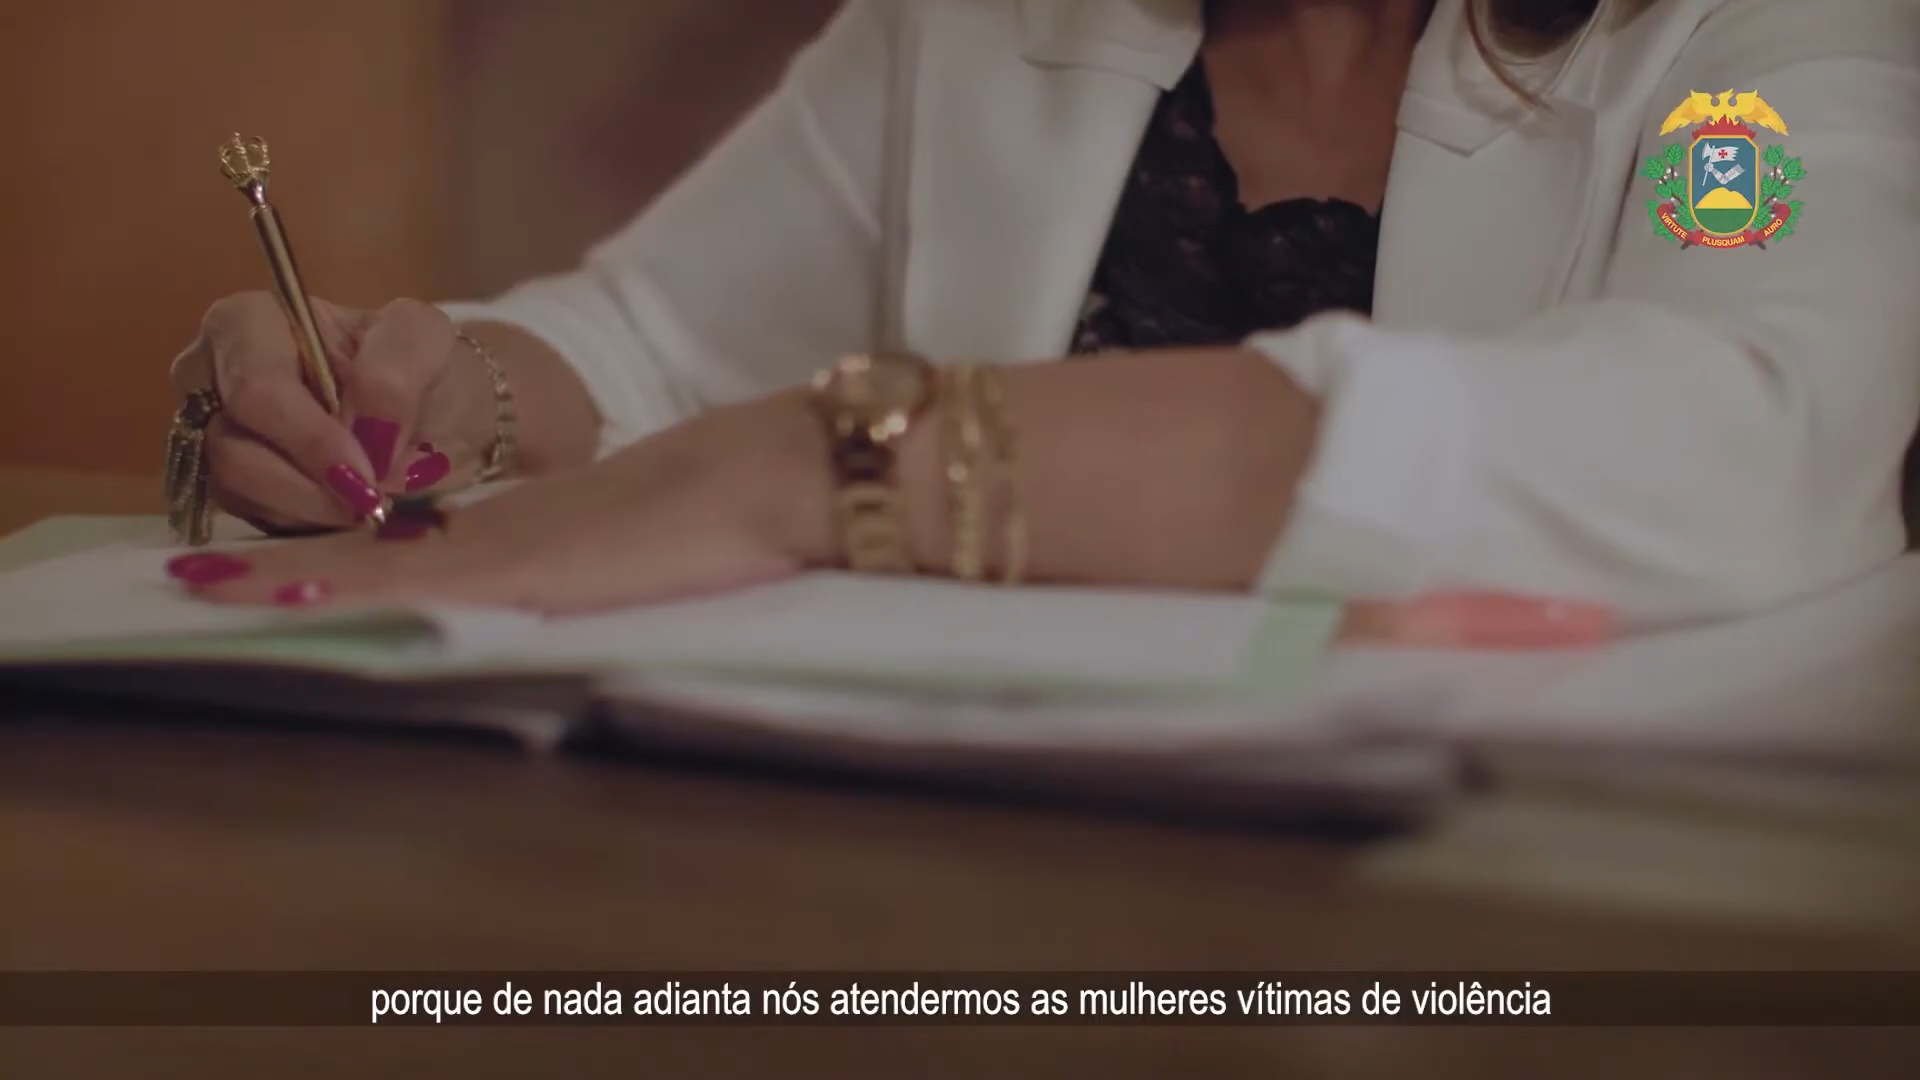 VIRTUTE PLUSQUAM AURO
porque de nada adianta nós atendermos as mulheres vítimas de violência